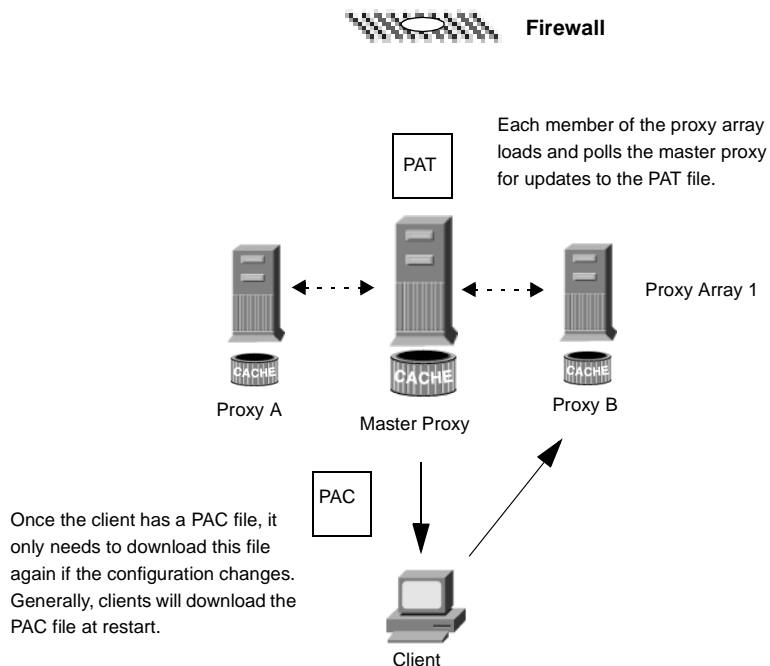 Firewall
Each member of the proxy array
loads and polls the master proxy
for updates to the PAT file.
PAT
Proxy Array 1
CACHE
CACHE
CACHE
Proxy A
Master Proxy
Proxy B
PAC
Once the client has a PAC file, it
only needs to download this file
again if the configuration changes.
Generally, clients will download the
PAC file at restart.
Client